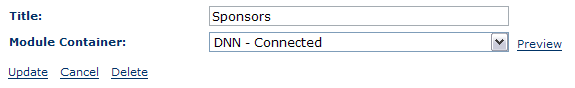 Title: Sponsors
Module Container: DNN - Connected Preview
Update Cancel Delete